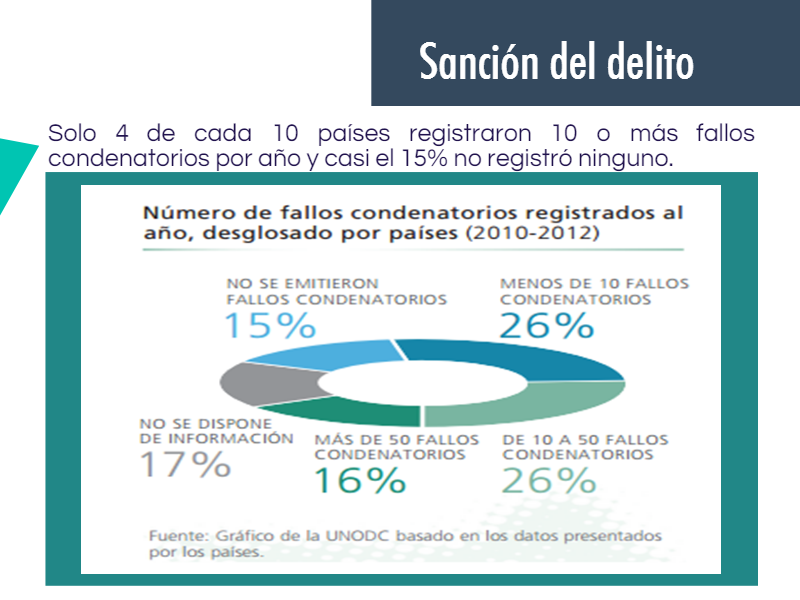 Sanción del delito
Solo 4 de cada 10 países registraron 10 o más fallos
condenatorios por año y casi el 15% no registró ninguno.
Número de fallos condenatorios registrados al
año, desglosado por países (2010-2012)
NO SE EMITIERON
FALLOS CONDENATORIOS
15%
MENOS DE 10 FALLOS
CONDENATORIOS
26%
NO SE DISPONE
DE INFORMACIÓN
17%
MÁS DE 50 FALLOS
CONDENATORIOS
16%
DE 10 A 50 FALLOS
CONDENATORIOS
26%
Fuente: Gráfico de la UNODC basado en los datos presentados
por los países.